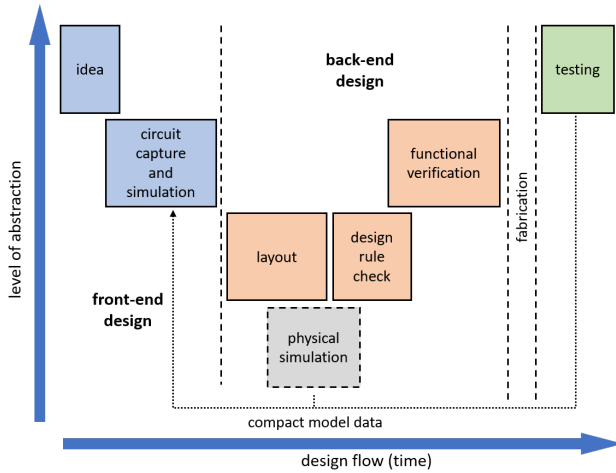 idea
back-end
design
testing
circuit
capture
and
simulation
functional
verification
fabrication
level of abstraction
layout
design
rule
check
front-end
design
physical
simulation
compact model data
design flow (time)